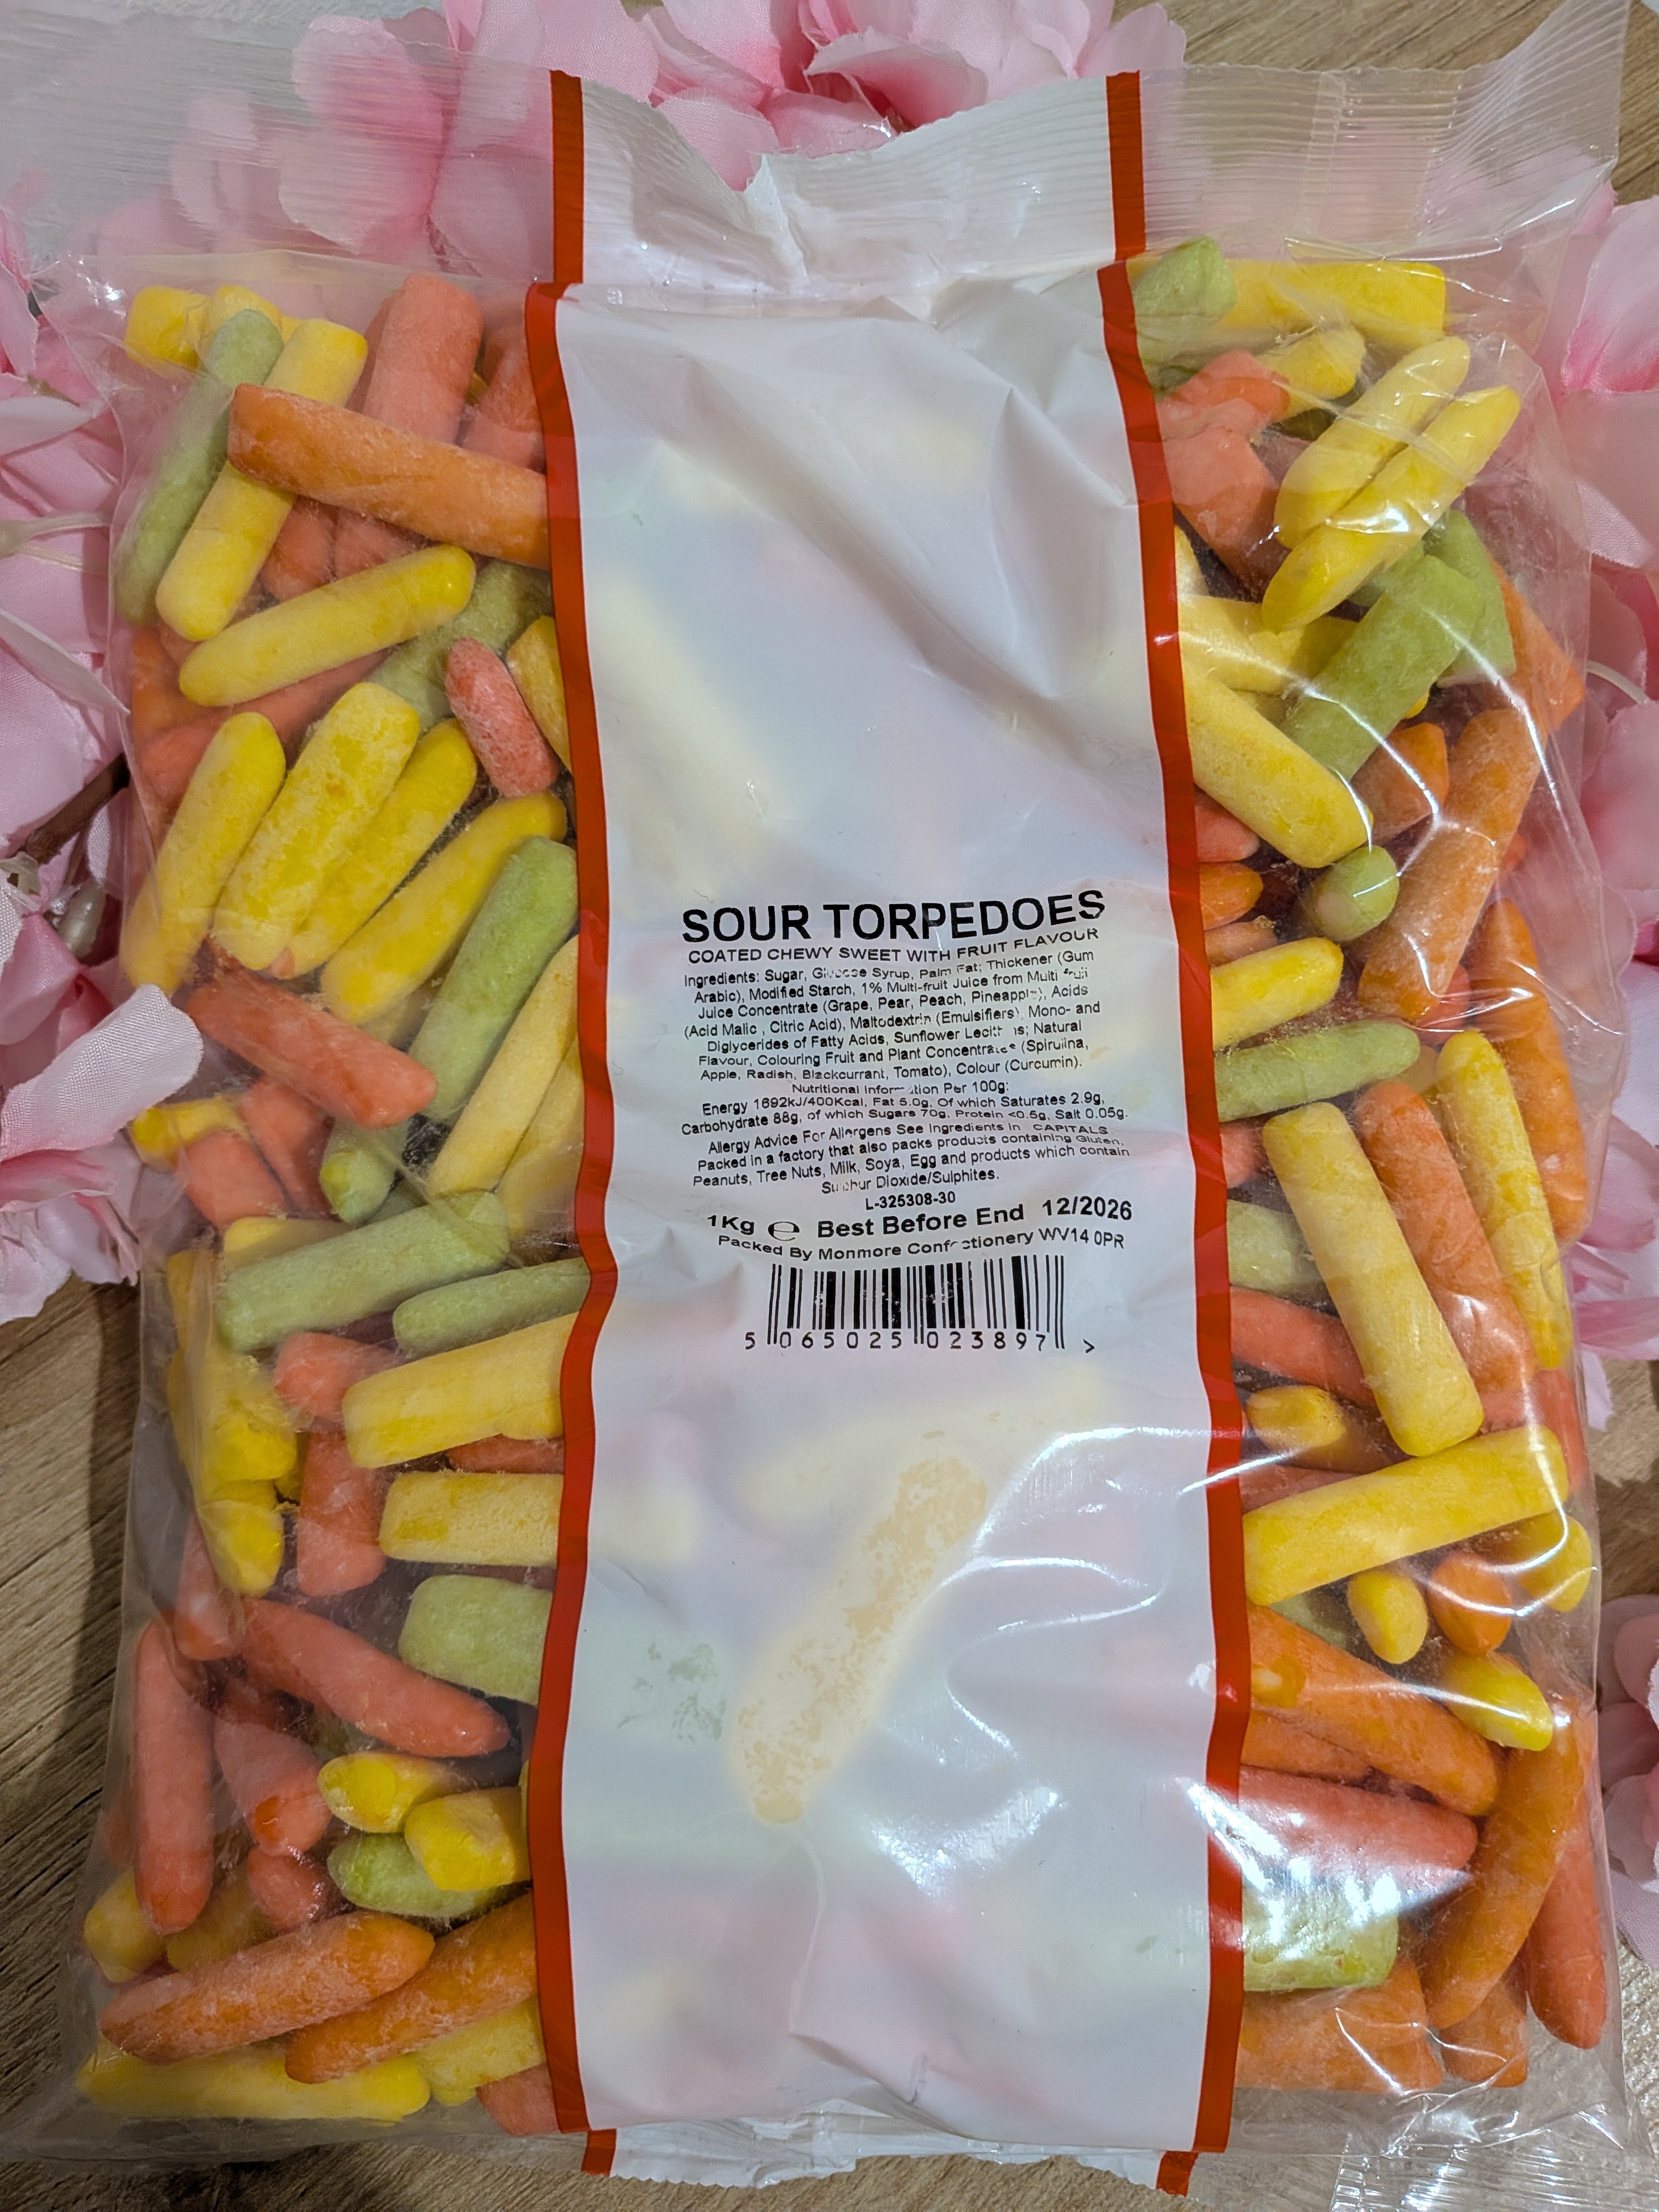 SOUR TORPEDOES
COATED CHEWY SWEET WITH FRUIT FLAVOUR
Ingredients: Sugar, Glucose Syrup, Palm Fat; Thickener (Gum
Arabic), Modified Starch, 1% Multi-fruit Juice from Multi fruit
Juice Concentrate (Grape, Pear, Peach, Pineapple), Acids
(Acid Malic , Citric Acid), Maltodextrin (Emulsifiers) Mono- and
Diglycerides of Fatty Acids, Sunflower Lecithins; Natural
Flavour, Colouring Fruit and Plant Concentrates (Spirulina,
Apple, Radish, Blackcurrant, Tomato), Colour (Curcumin).
Nutritional Information Per 100g:
Energy 1692kJ/400Kcal, Fat 5.0g, Of which Saturates 2.9g,
Carbohydrate 88g, of which Sugars 70g, Protein <0.5g, Salt 0.05g.
Allergy Advice For Allergens See Ingredients in CAPITALS
Packed in a factory that also packs products containing Gluten,
Peanuts, Tree Nuts, Milk, Soya, Egg and products which contain
Sulphur Dioxide/Sulphites.
L-325308-30
1Kg ℮ Best Before End 12/2026
Packed By Monmore Confectionery WV14 0PR
5 065025 023897 >